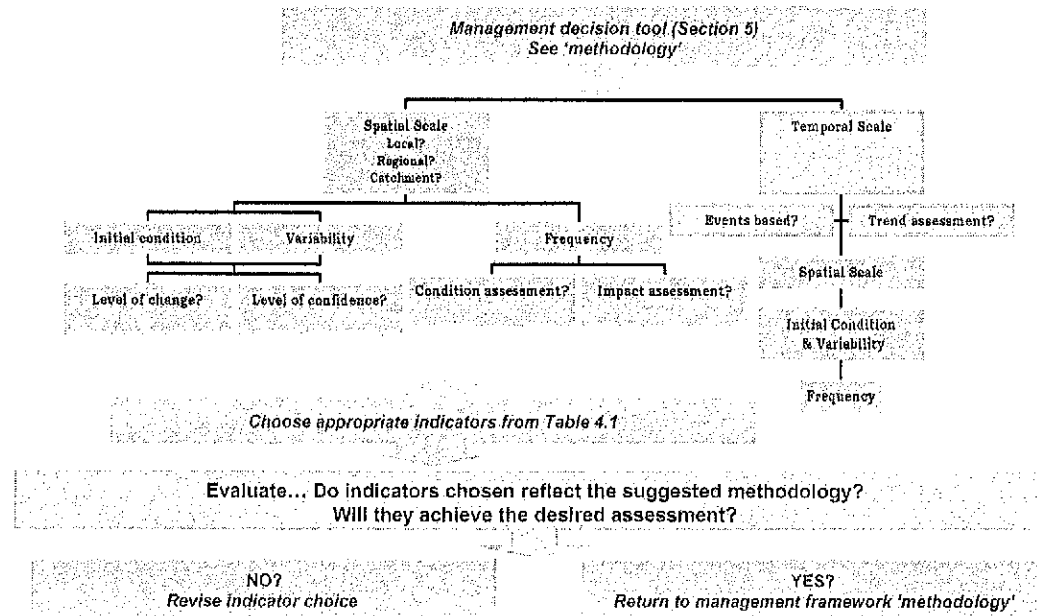 Management decision tool (Section 5)
See 'methodology'
Spatial Scale
Local?
Regional?
Catchment?
Temporal Scale
Initial condition
Variability
Frequency
Events based?
Trend assessment?
Level of change?
Level of confidence?
Condition assessment?
Impact assessment?
Spatial Scale
Initial Condition
& Variability
Frequency
Choose appropriate indicators from Table 4.1
Evaluate... Do indicators chosen reflect the suggested methodology?
Will they achieve the desired assessment?
NO?
Revise indicator choice
YES?
Return to management framework 'methodology'